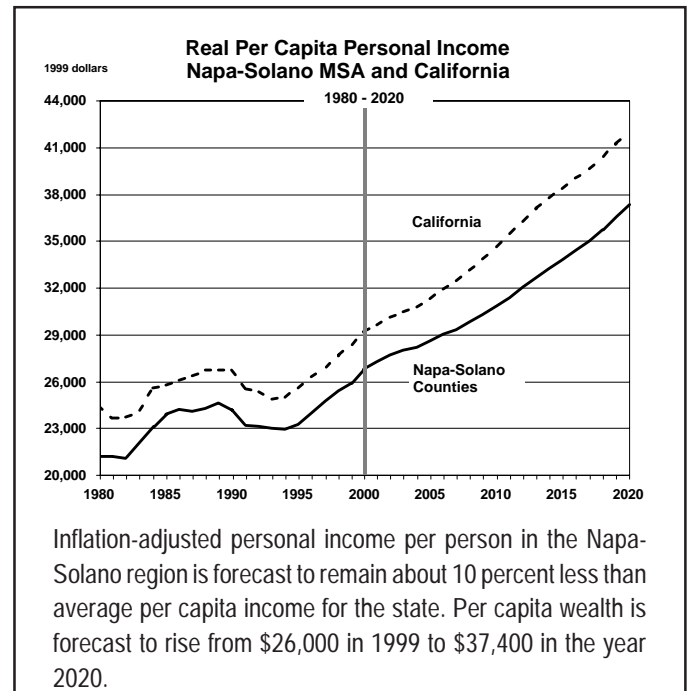 Real Per Capita Personal Income
1999 dollars
Napa-Solano MSA and California
1980 - 2020
44,000
41,000
38,000
35,000
32,000
29,000
26,000
23,000
20,000
California
Napa-Solano
Counties
1980 1985 1990 1995 2000 2005 2010 2015 2020
Inflation-adjusted personal income per person in the Napa-
Solano region is forecast to remain about 10 percent less than
average per capita income for the state. Per capita wealth is
forecast to rise from $26,000 in 1999 to $37,400 in the year
2020.